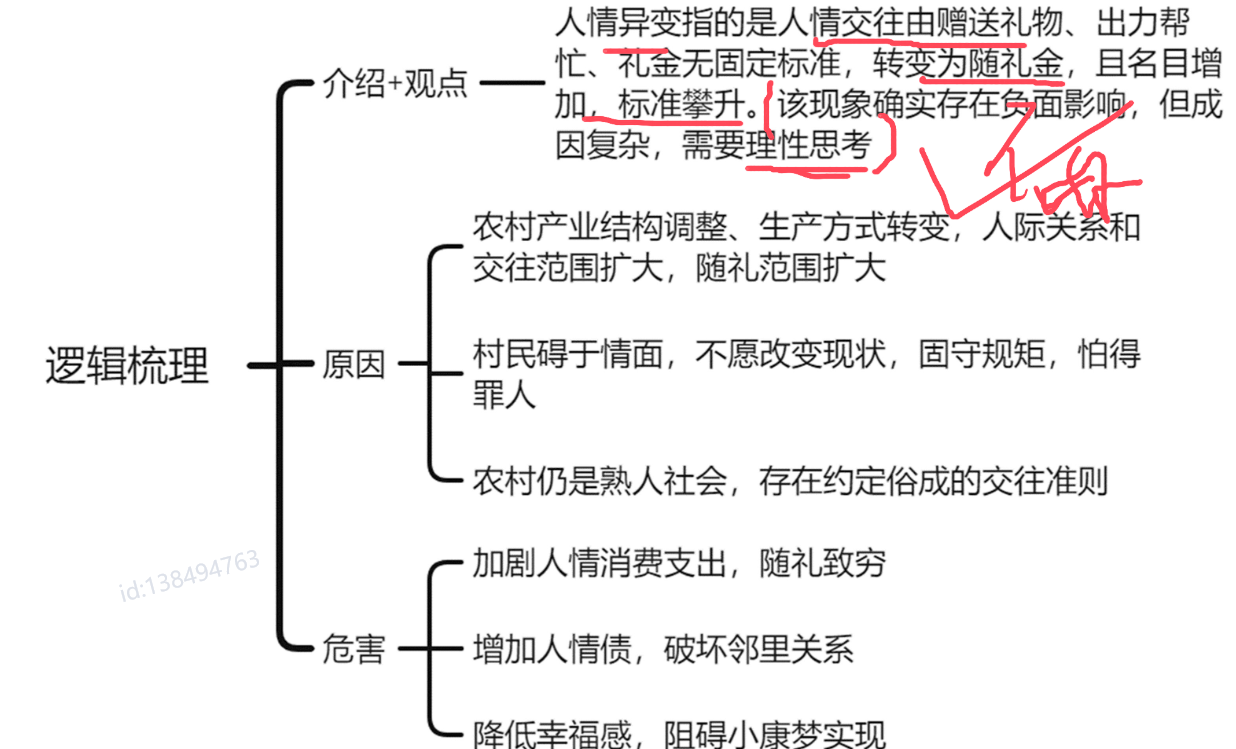 人情异变指的是人情交往由赠送礼物、出力帮
忙、礼金无固定标准，转变为随礼金，且名目增
加，标准攀升。该现象确实存在负面影响，但成
因复杂，需要理性思考
介绍+观点
农村产业结构调整、生产方式转变，人际关系和
交往范围扩大，随礼范围扩大
村民碍于情面，不愿改变现状，固守规矩，怕得
罪人
农村仍是熟人社会，存在约定俗成的交往准则
原因
逻辑梳理
加剧人情消费支出，随礼致穷
增加人情债，破坏邻里关系
降低幸福感，阻碍小康梦实现
危害
id:138494763